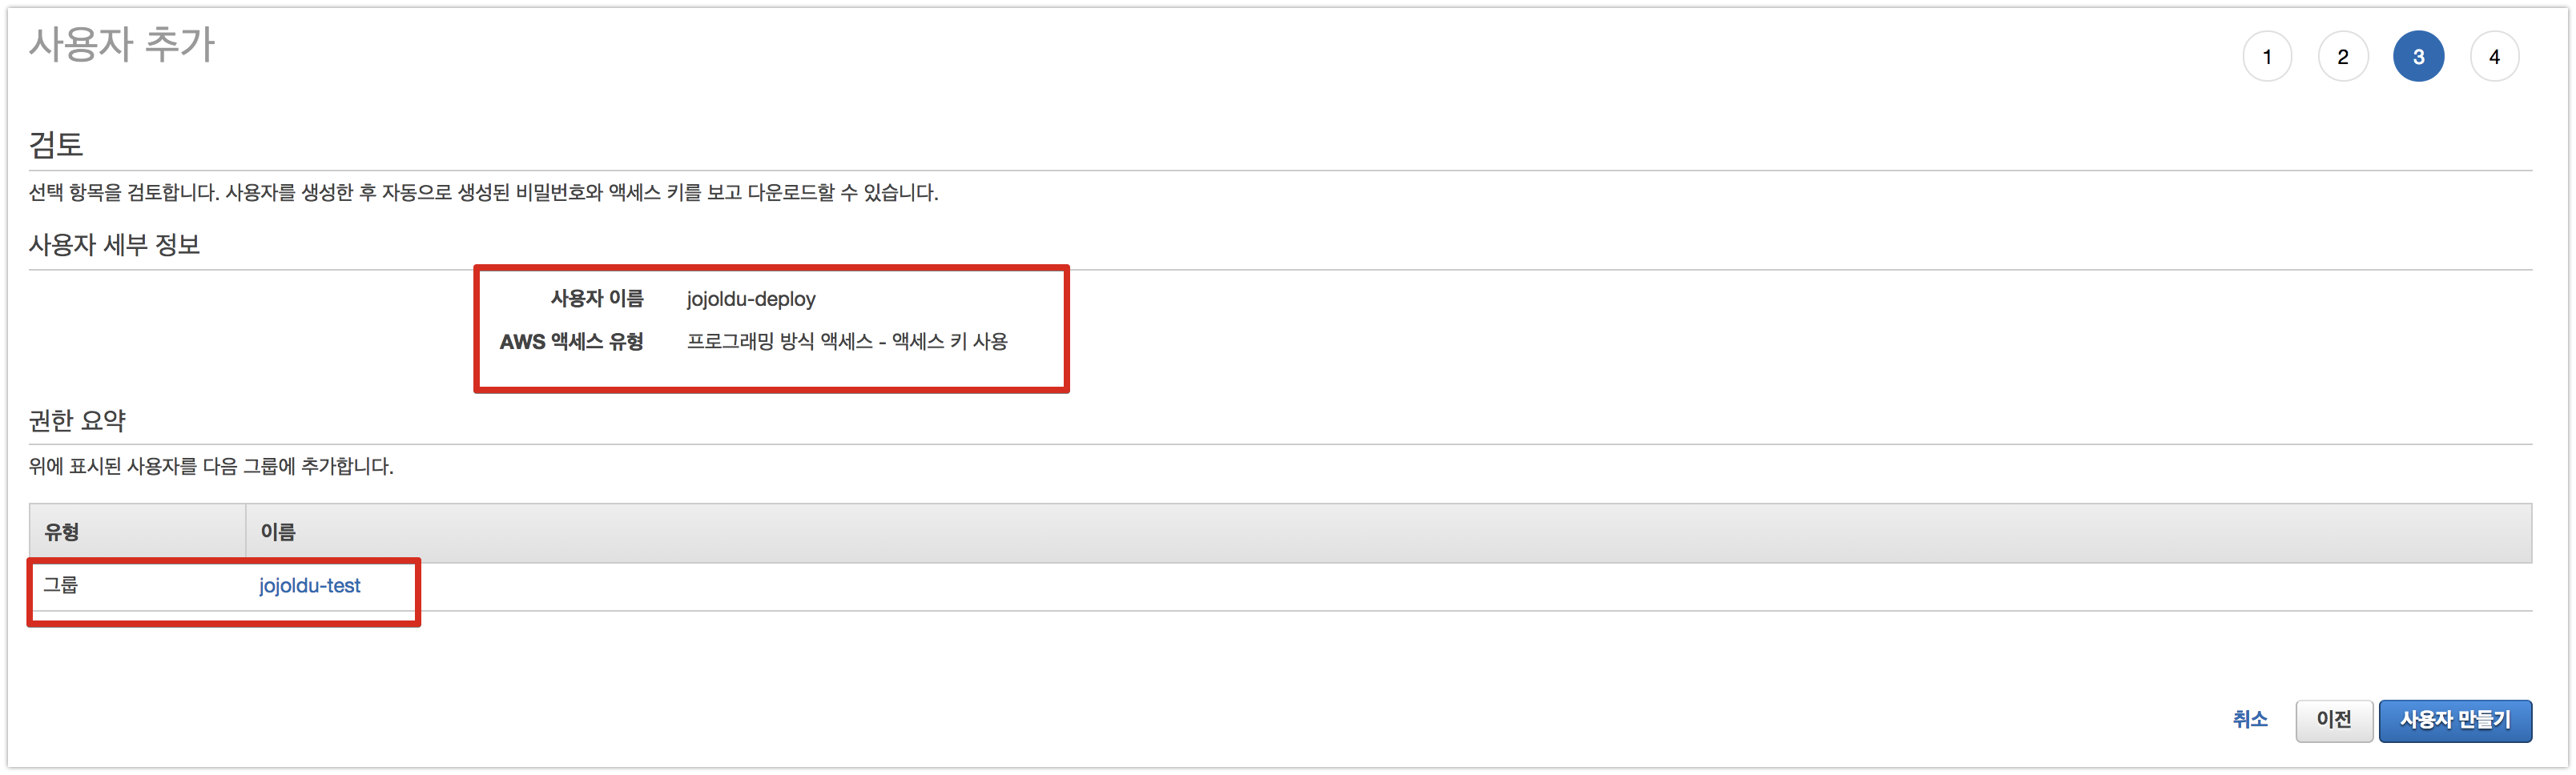 사용자 추가
1 2 3 4
검토
선택 항목을 검토합니다. 사용자를 생성한 후 자동으로 생성된 비밀번호와 액세스 키를 보고 다운로드할 수 있습니다.
사용자 세부 정보
사용자 이름 jojoldu-deploy
AWS 액세스 유형 프로그래밍 방식 액세스 - 액세스 키 사용
권한 요약
위에 표시된 사용자를 다음 그룹에 추가합니다.
유형 이름
그룹 jojoldu-test
취소 이전 사용자 만들기